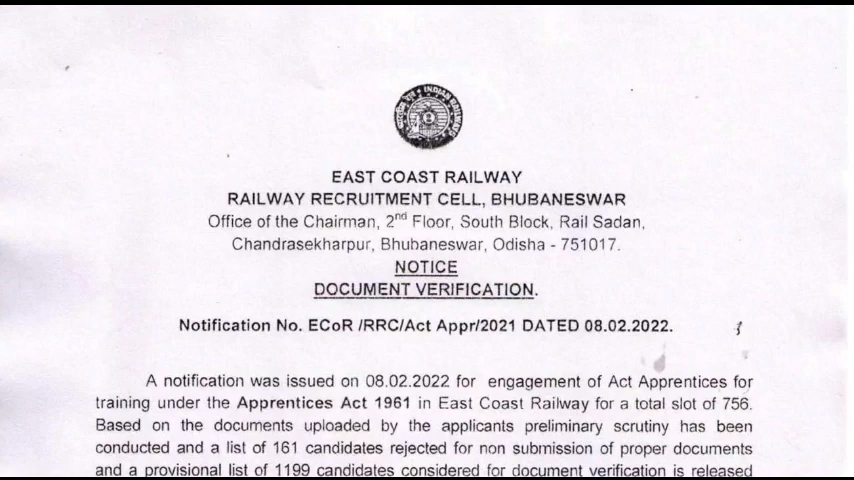 INDIAN RAILWAYS
EAST COAST RAILWAY
RAILWAY RECRUITMENT CELL, BHUBANESWAR
Office of the Chairman, 2nd Floor, South Block, Rail Sadan,
Chandrasekharpur, Bhubaneswar, Odisha - 751017.
NOTICE
DOCUMENT VERIFICATION.
Notification No. ECoR /RRC/Act Appr/2021 DATED 08.02.2022.
A notification was issued on 08.02.2022 for engagement of Act Apprentices for
training under the Apprentices Act 1961 in East Coast Railway for a total slot of 756.
Based on the documents uploaded by the applicants preliminary scrutiny has been
conducted and a list of 161 candidates rejected for non submission of proper documents
and a provisional list of 1199 candidates considered for document verification is released